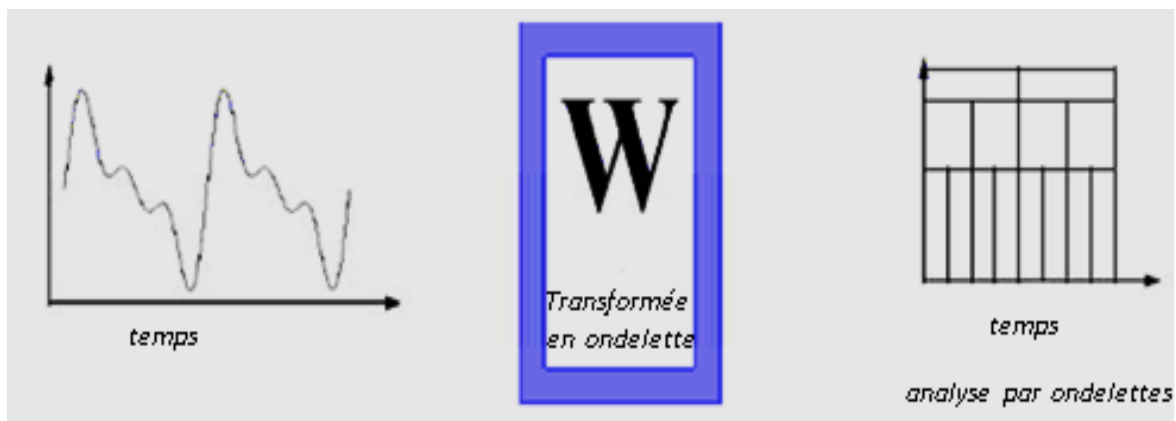 temps
W
Transformée
en ondelette
temps
analyse par ondelettes